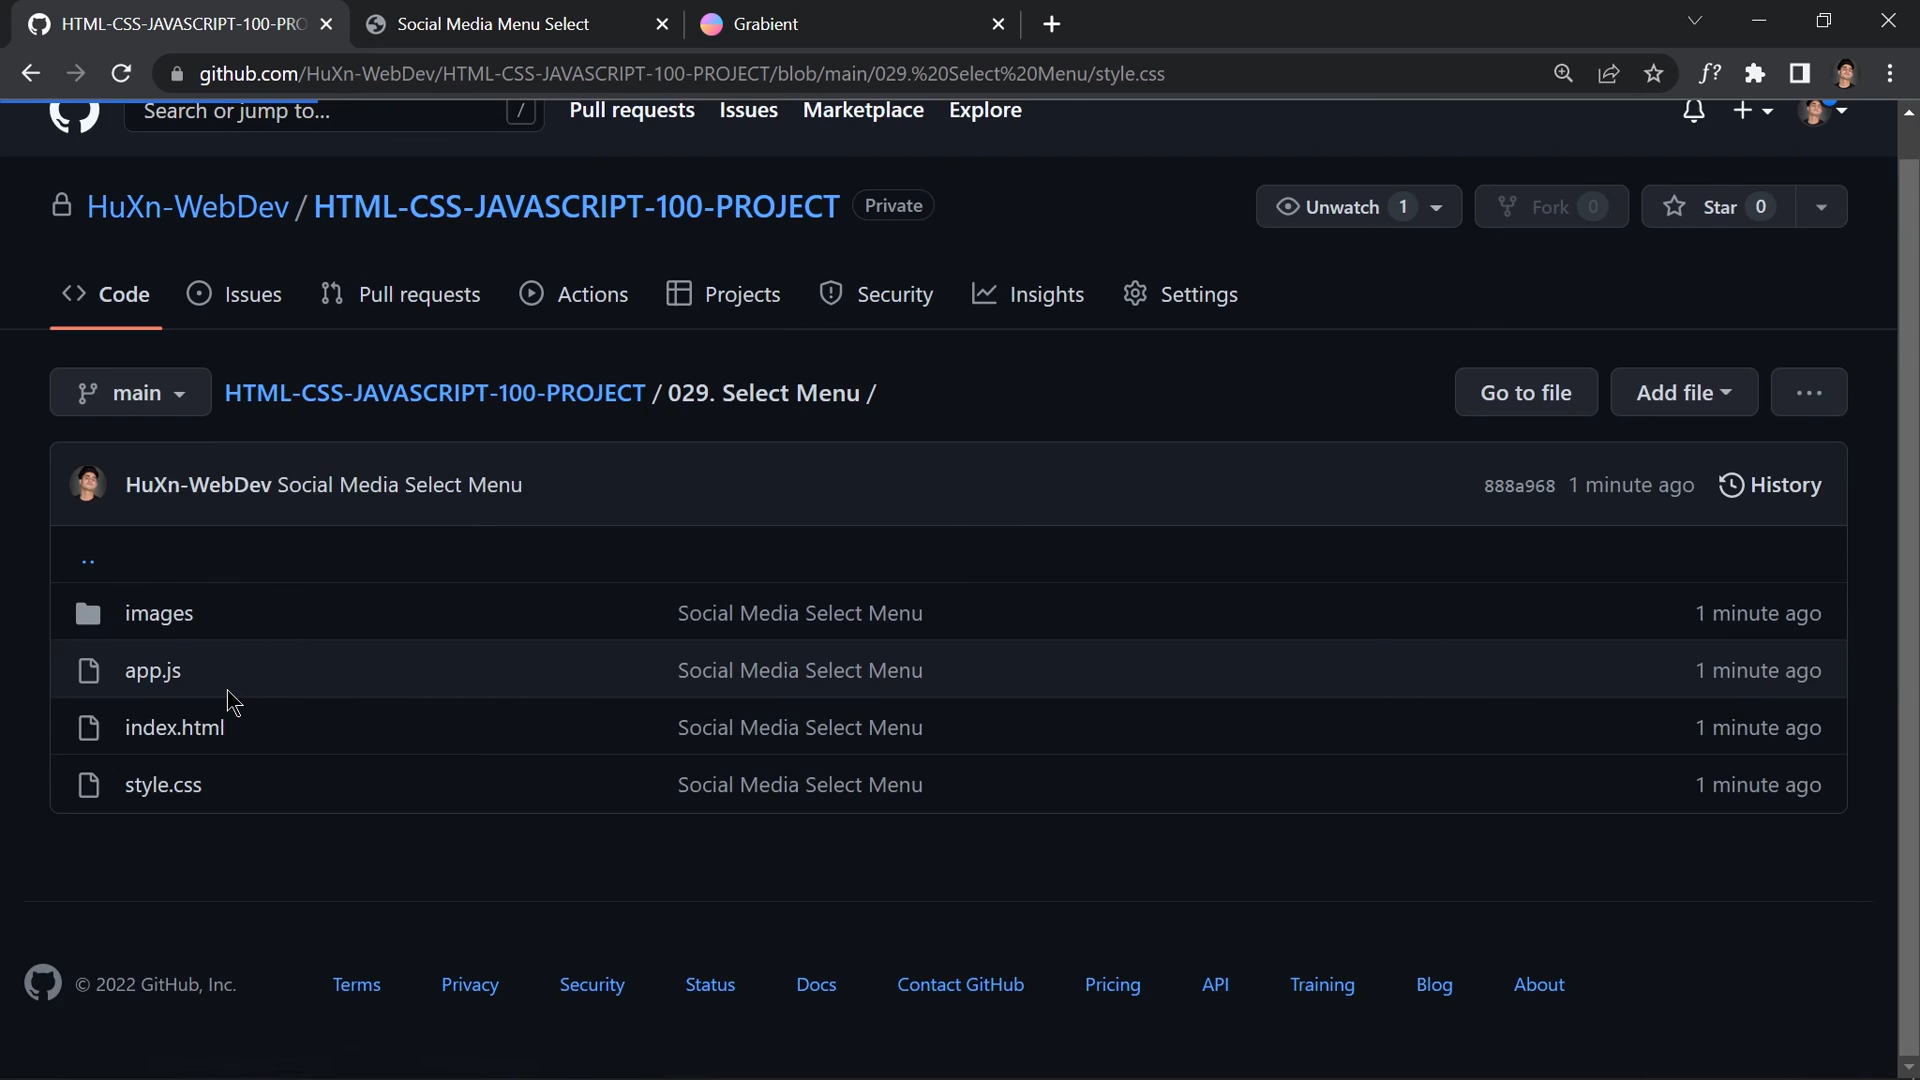 HTML-CSS-JAVASCRIPT-100-PRO
Social Media Menu Select
Grabient
github.com/HuXn-WebDev/HTML-CSS-JAVASCRIPT-100-PROJECT/blob/main/029.%20Select%20Menu/style.css
f?
Search or jump to... /
Pull requests Issues Marketplace Explore
HuXn-WebDev / HTML-CSS-JAVASCRIPT-100-PROJECT Private
Unwatch 1 Fork 0 Star 0
Code Issues Pull requests Actions Projects Security Insights Settings
main HTML-CSS-JAVASCRIPT-100-PROJECT / 029. Select Menu /
Go to file Add file ...
HuXn-WebDev Social Media Select Menu 888a968 1 minute ago History
..
images Social Media Select Menu 1 minute ago
app.js Social Media Select Menu 1 minute ago
index.html Social Media Select Menu 1 minute ago
style.css Social Media Select Menu 1 minute ago
© 2022 GitHub, Inc. Terms Privacy Security Status Docs Contact GitHub Pricing API Training Blog About